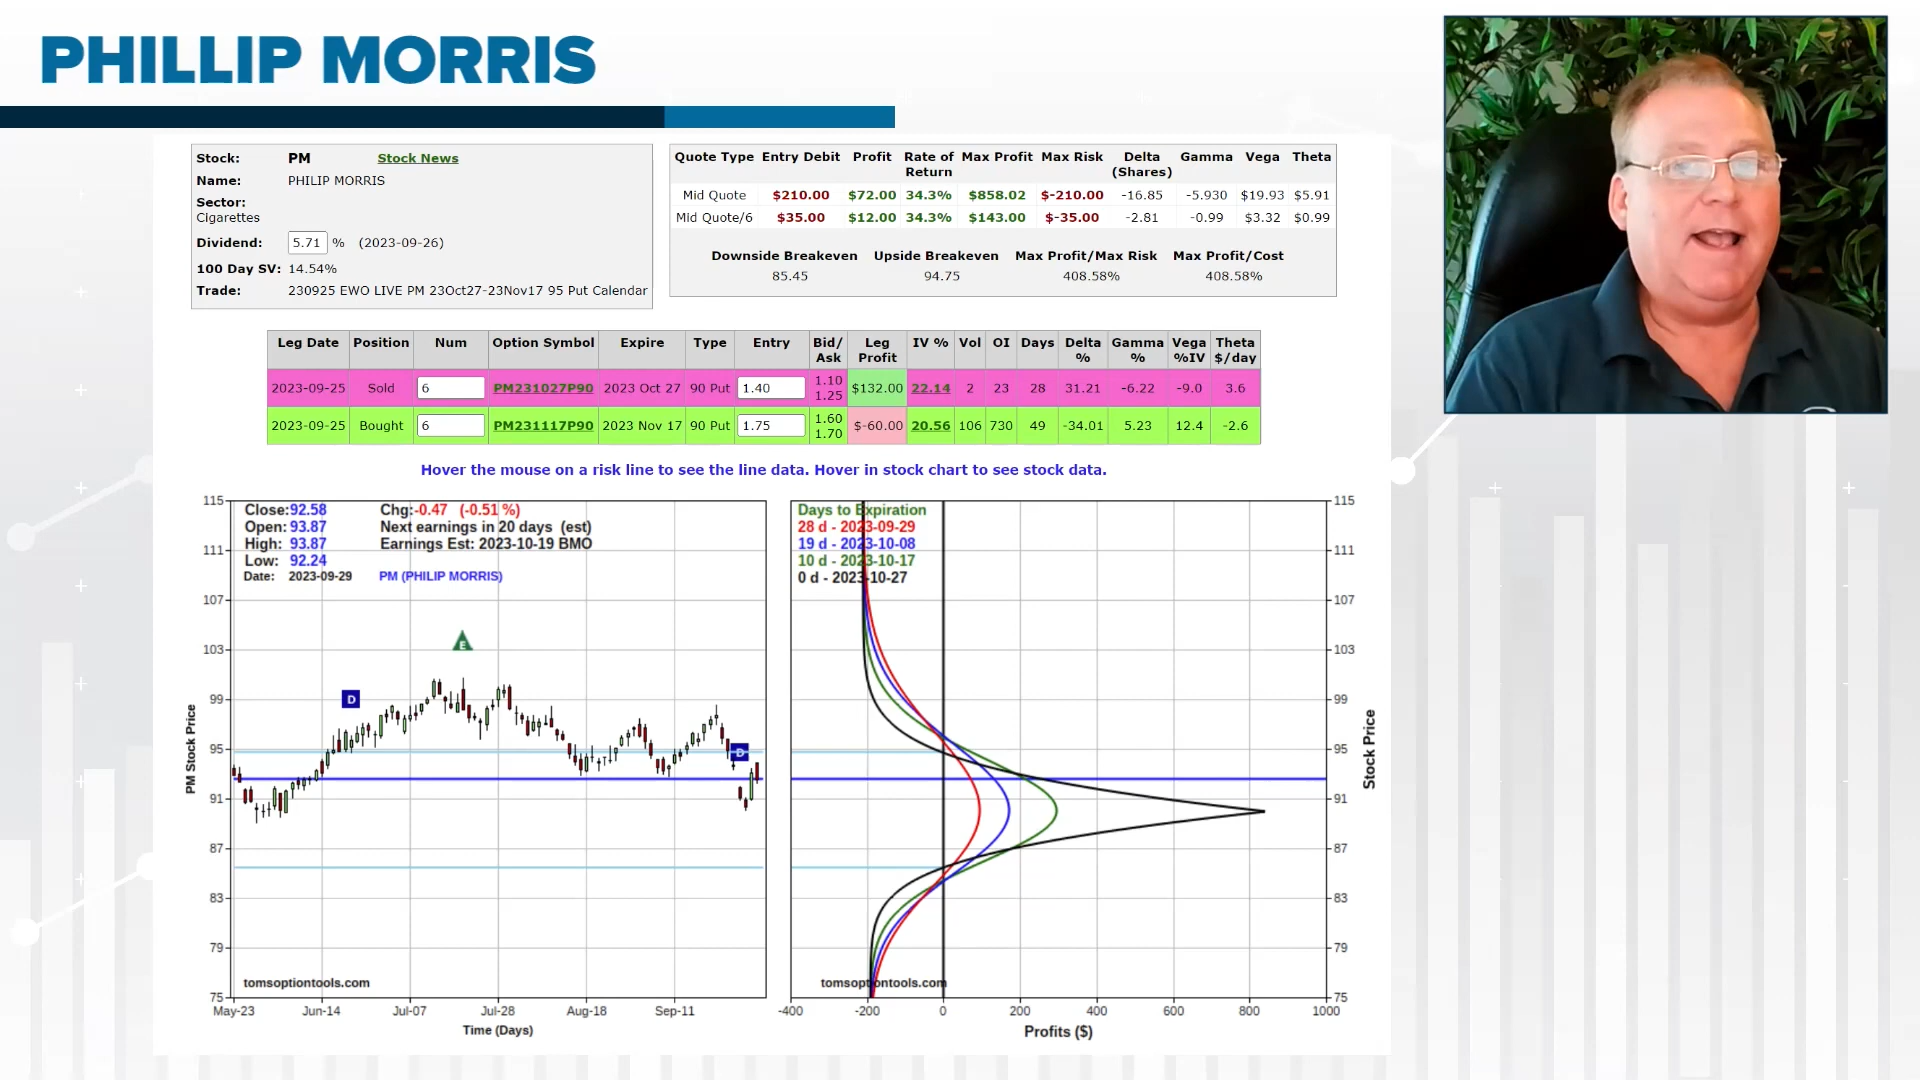 PHILLIP MORRIS
Stock: PM Stock News
Name: PHILIP MORRIS
Sector:
Cigarettes
Dividend: 5.71 % (2023-09-26)
100 Day SV: 14.54%
Trade: 230925 EWO LIVE PM 23Oct27-23Nov17 95 Put Calendar
Quote Type Entry Debit Profit Rate of Return Max Profit Max Risk Delta (Shares) Gamma Vega Theta
Mid Quote $210.00 $72.00 34.3% $858.02 $-210.00 -16.85 -5.930 $19.93 $5.91
Mid Quote/6 $35.00 $12.00 34.3% $143.00 $-35.00 -2.81 -0.99 $3.32 $0.99
Downside Breakeven Upside Breakeven Max Profit/Max Risk Max Profit/Cost
85.45 94.75 408.58% 408.58%
Leg Date Position Num Option Symbol Expire Type Entry Bid/ Ask Leg Profit IV % Vol OI Days Delta % Gamma % Vega %IV Theta $/day
2023-09-25 Sold 6 PM231027P90 2023 Oct 27 90 Put 1.40 1.10 1.25 $132.00 22.14 2 23 28 31.21 -6.22 -9.0 3.6
2023-09-25 Bought 6 PM231117P90 2023 Nov 17 90 Put 1.75 1.60 1.70 $-60.00 20.56 106 730 49 -34.01 5.23 12.4 -2.6
Hover the mouse on a risk line to see the line data. Hover in stock chart to see stock data.
Close:92.58 Chg:-0.47 (-0.51 %)
Open: 93.87 Next earnings in 20 days (est)
High: 93.87 Earnings Est: 2023-10-19 BMO
Low: 92.24
Date: 2023-09-29 PM (PHILIP MORRIS)
115
111
107
103
99
95
91
87
83
79
75
PM Stock Price
E
D
D
tomsoptiontools.com
May-23 Jun-14 Jul-07 Jul-28 Aug-18 Sep-11
Time (Days)
Days to Expiration
28 d - 2023-09-29
19 d - 2023-10-08
10 d - 2023-10-17
0 d - 2023-10-27
tomsoptiontools.com
-400 -200 0 200 400 600 800 1000
Profits ($)
115
111
107
103
99
95
91
87
83
79
75
Stock Price